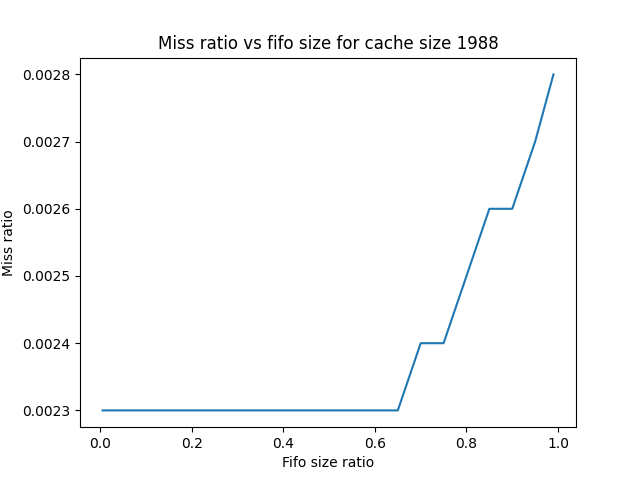 Miss ratio vs fifo size for cache size 1988
0.0028
0.0027
0.0026
0.0025
0.0024
0.0023
Miss ratio
0.0 0.2 0.4 0.6 0.8 1.0
Fifo size ratio